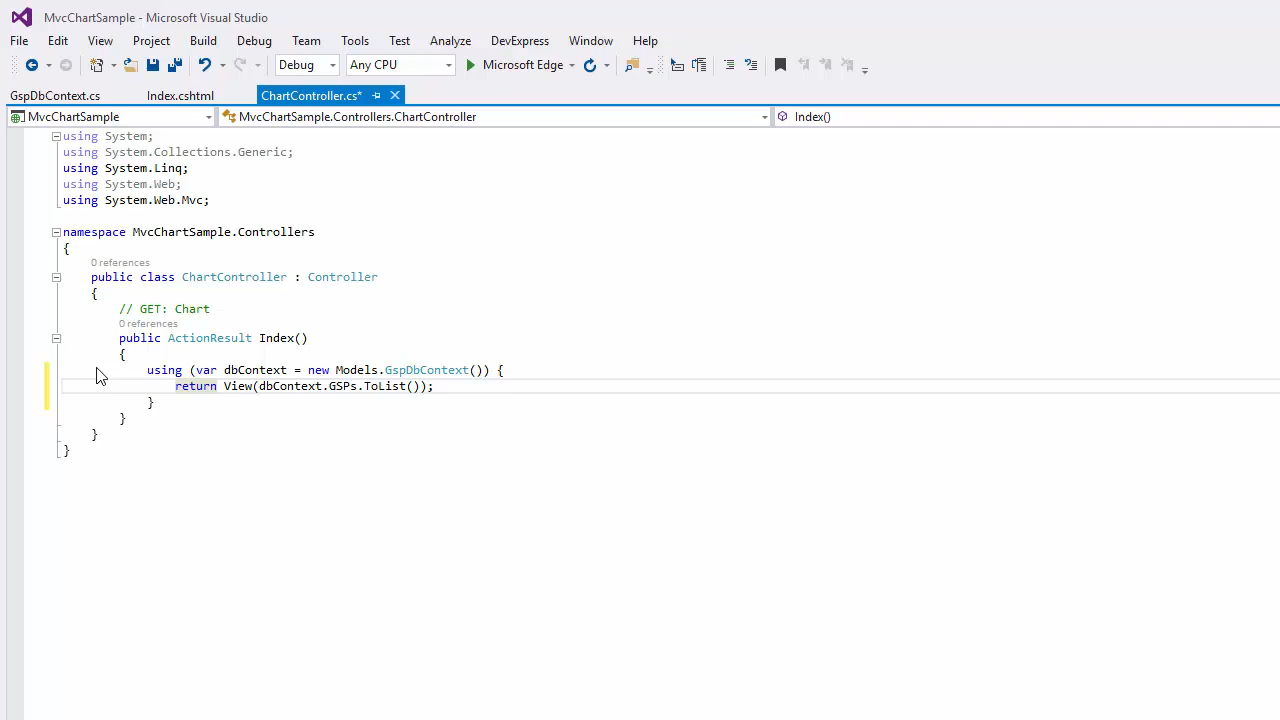 MvcChartSample - Microsoft Visual Studio
File Edit View Project Build Debug Team Tools Test Analyze DevExpress Window Help
Debug Any CPU Microsoft Edge
GspDbContext.cs Index.cshtml ChartController.cs*
MvcChartSample MvcChartSample.Controllers.ChartController Index()
using System;
using System.Collections.Generic;
using System.Linq;
using System.Web;
using System.Web.Mvc;
namespace MvcChartSample.Controllers
{
0 references
public class ChartController : Controller
{
// GET: Chart
0 references
public ActionResult Index()
{
using (var dbContext = new Models.GspDbContext()) {
return View(dbContext.GSPs.ToList());
}
}
}
}